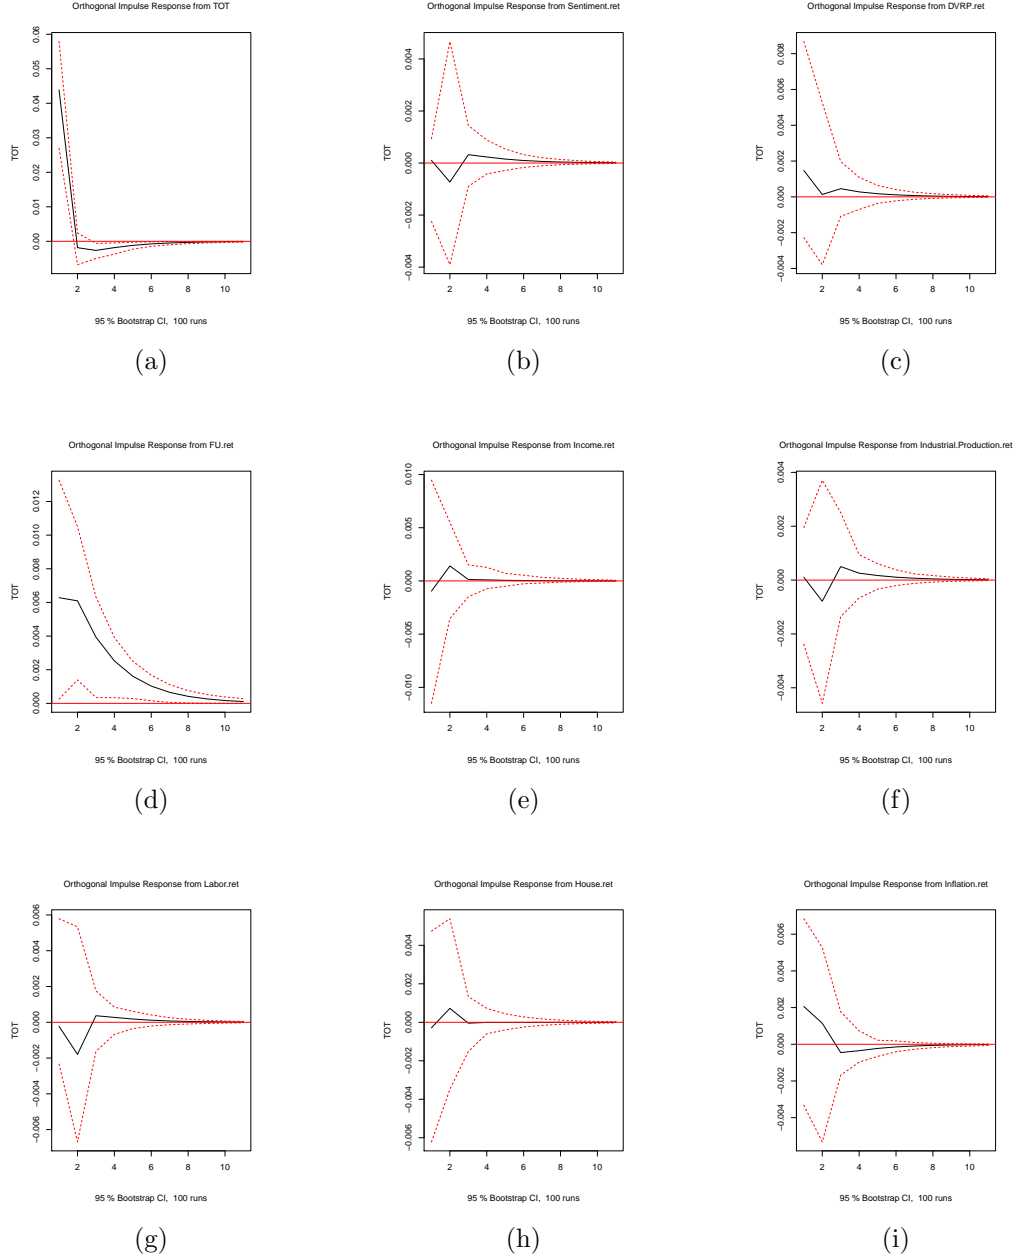 Orthogonal Impulse Response from TOT
TOT
0.00 0.01 0.02 0.03 0.04 0.05 0.06
2 4 6 8 10
95 % Bootstrap CI, 100 runs
(a)
Orthogonal Impulse Response from Sentiment.ret
TOT
−0.004 −0.002 0.000 0.002 0.004
2 4 6 8 10
95 % Bootstrap CI, 100 runs
(b)
Orthogonal Impulse Response from DVRP.ret
TOT
−0.004 −0.002 0.000 0.002 0.004 0.006 0.008
2 4 6 8 10
95 % Bootstrap CI, 100 runs
(c)
Orthogonal Impulse Response from FU.ret
TOT
0.000 0.002 0.004 0.006 0.008 0.010 0.012
2 4 6 8 10
95 % Bootstrap CI, 100 runs
(d)
Orthogonal Impulse Response from Income.ret
TOT
−0.010 −0.005 0.000 0.005 0.010
2 4 6 8 10
95 % Bootstrap CI, 100 runs
(e)
Orthogonal Impulse Response from Industrial.Production.ret
TOT
−0.004 −0.002 0.000 0.002 0.004
2 4 6 8 10
95 % Bootstrap CI, 100 runs
(f)
Orthogonal Impulse Response from Labor.ret
TOT
−0.006 −0.004 −0.002 0.000 0.002 0.004 0.006
2 4 6 8 10
95 % Bootstrap CI, 100 runs
(g)
Orthogonal Impulse Response from House.ret
TOT
−0.006 −0.004 −0.002 0.000 0.002 0.004
2 4 6 8 10
95 % Bootstrap CI, 100 runs
(h)
Orthogonal Impulse Response from Inflation.ret
TOT
−0.004 −0.002 0.000 0.002 0.004 0.006
2 4 6 8 10
95 % Bootstrap CI, 100 runs
(i)